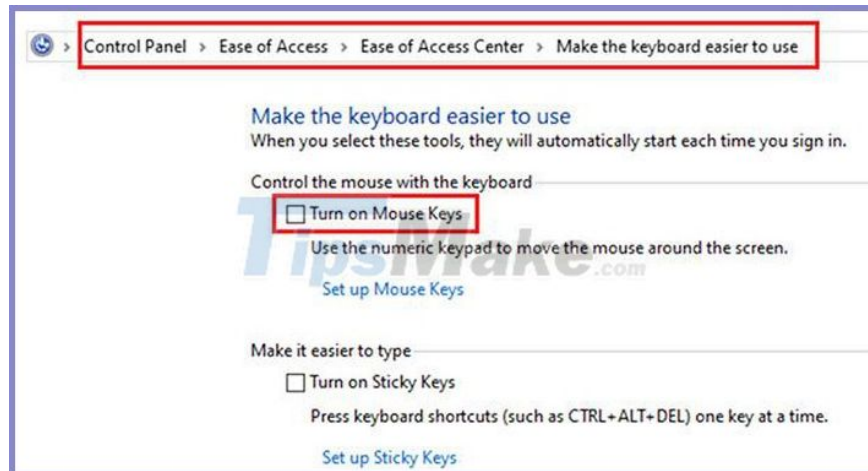 Control Panel > Ease of Access > Ease of Access Center > Make the keyboard easier to use
Make the keyboard easier to use
When you select these tools, they will automatically start each time you sign in.
Control the mouse with the keyboard
Turn on Mouse Keys
Use the numeric keypad to move the mouse around the screen.
TipsMake.com
Set up Mouse Keys
Make it easier to type
Turn on Sticky Keys
Press keyboard shortcuts (such as CTRL+ALT+DEL) one key at a time.
Set up Sticky Keys